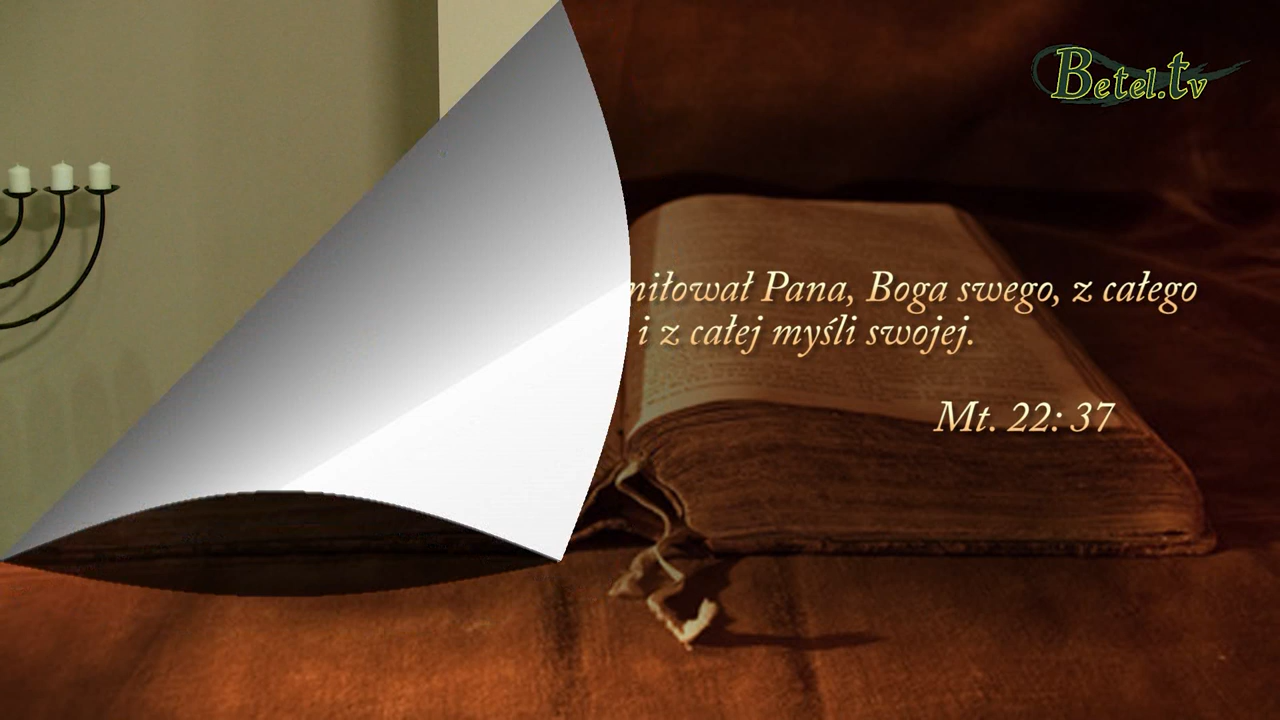 Betel.tv
miłował Pana, Boga swego, z całego
i z całej myśli swojej.
Mt. 22: 37